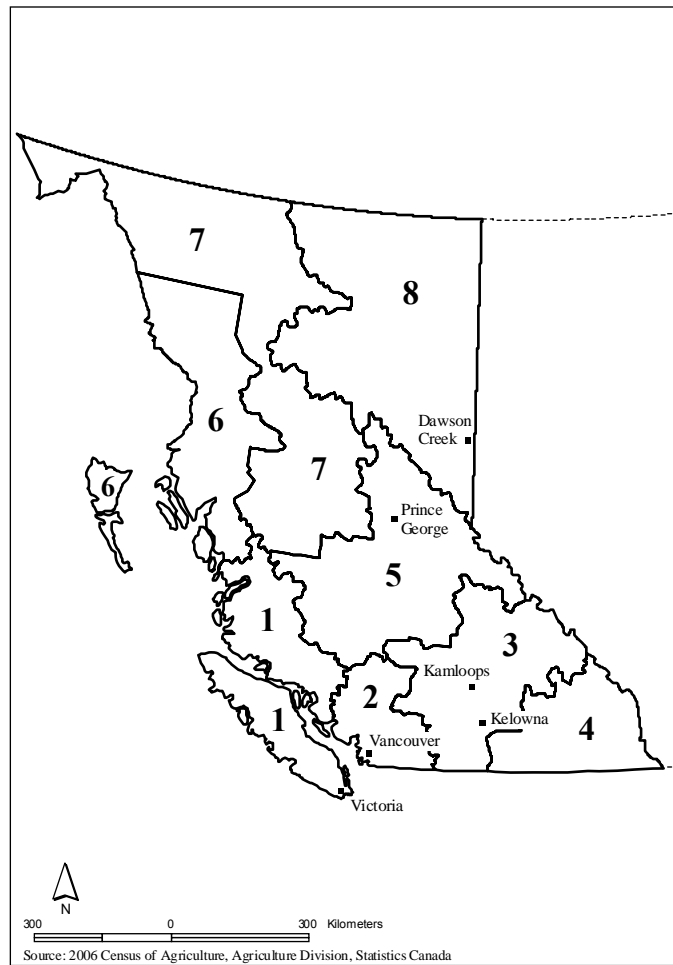 7
8
Dawson
Creek
6
7
6
Prince
George
5
1
3
Kamloops
2
1
Kelowna
4
Vancouver
Victoria
N
300 0 300 Kilometers
Source: 2006 Census of Agriculture, Agriculture Division, Statistics Canada